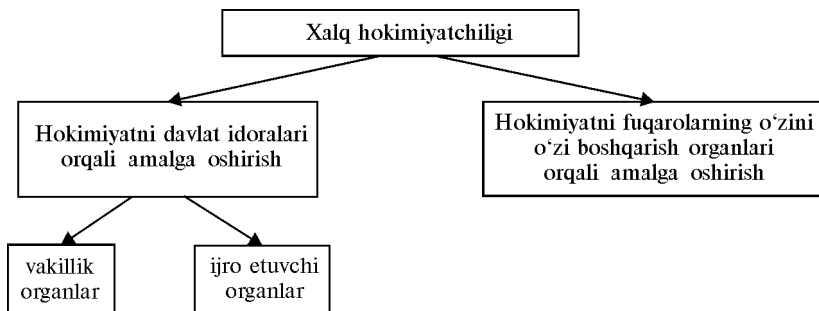 Xalq hokimiyatchiligi
Hokimiyatni davlat idoralari
orqali amalga oshirish
Hokimiyatni fuqarolarning o‘zini
o‘zi boshqarish organlari
orqali amalga oshirish
vakillik
organlar
ijro etuvchi
organlar